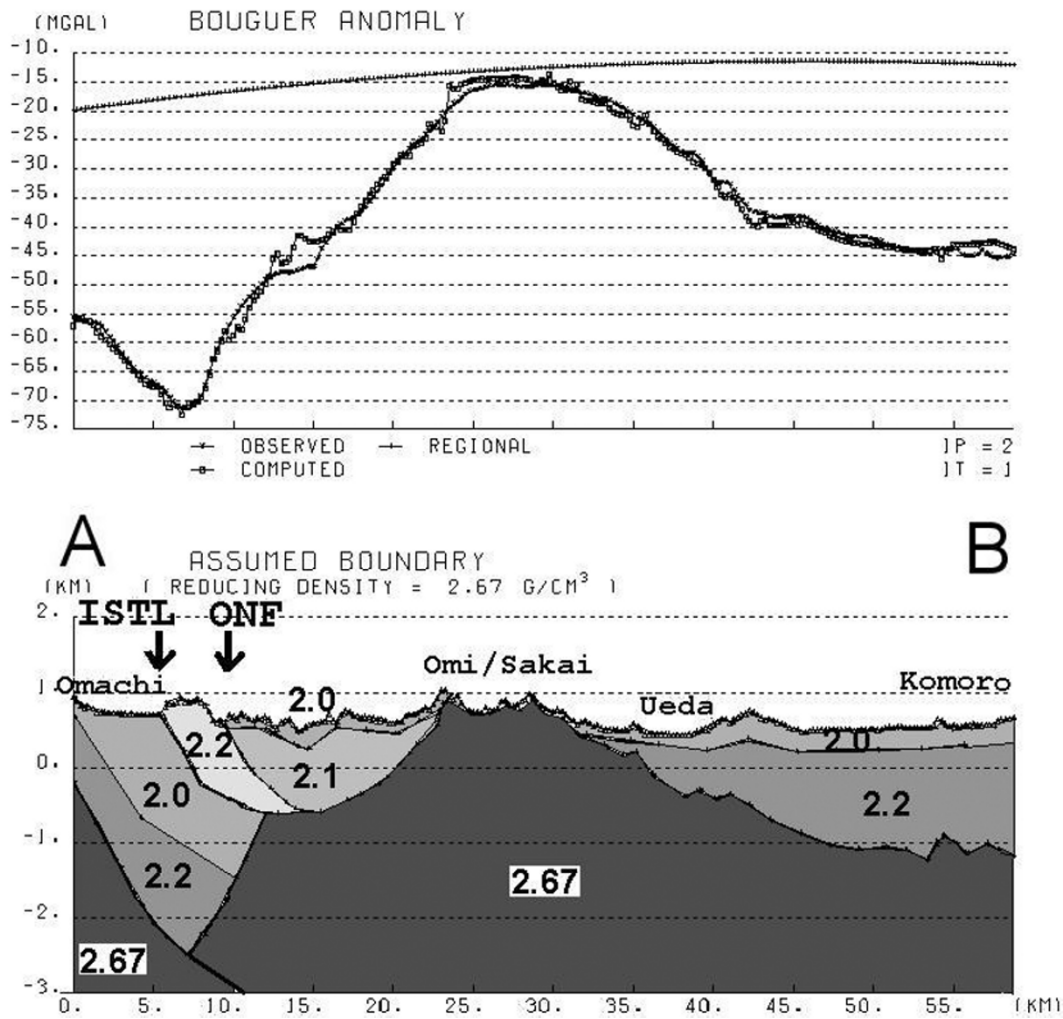 (MGAL) BOUGUER ANOMALY
-10.
-15.
-20.
-25.
-30.
-35.
-40.
-45.
-50.
-55.
-60.
-65.
-70.
-75.
OBSERVED REGIONAL IP = 2
COMPUTED IT = 1
A ASSUMED BOUNDARY B
(KM) ( REDUCING DENSITY = 2.67 G/CM³ )
2.
ISTL ONF
Omi/Sakai
1.
Omachi 2.0 Ueda Komoro
2.2 2.0
0.
2.0 2.1 2.2
-1.
2.2 2.67
-2.
2.67
-3.
0. 5. 10. 15. 20. 25. 30. 35. 40. 45. 50. 55. (KM)